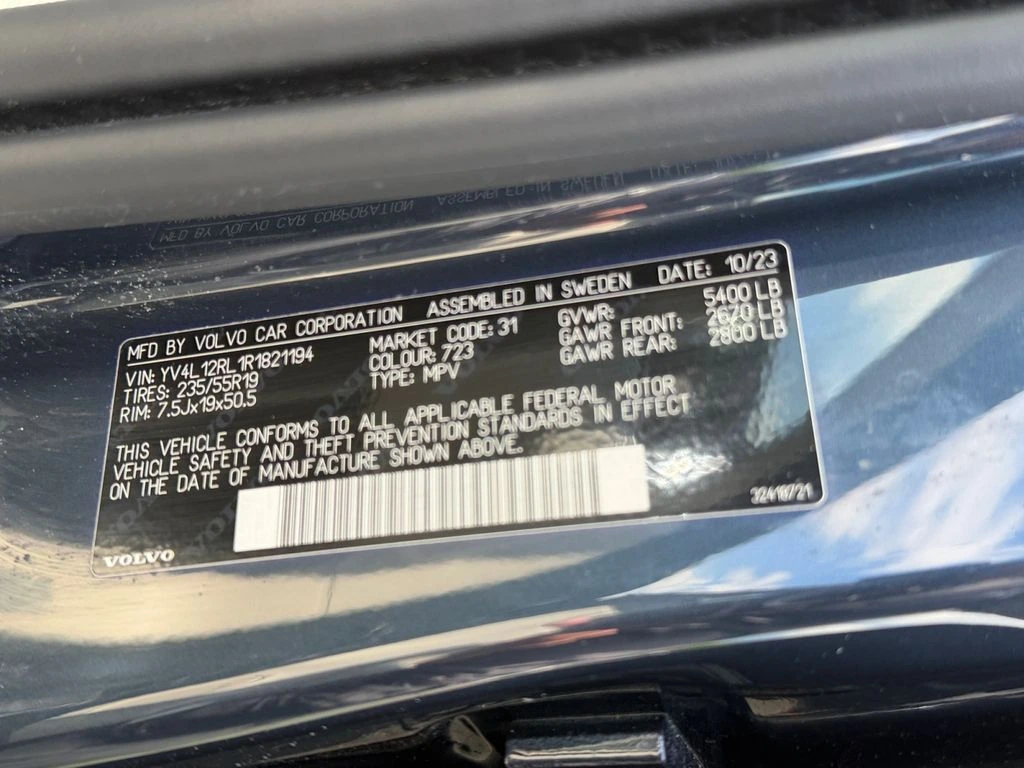 MFD BY VOLVO CAR CORPORATION ASSEMBLED IN SWEDEN DATE: 10/23
VIN: YV4L12RL1R1821194 MARKET CODE: 31 GVWR: 5400 LB
TIRES: 235/55R19 COLOUR: 723 GAWR FRONT: 2670 LB
RIM: 7.5Jx19x50.5 TYPE: MPV GAWR REAR: 2800 LB
THIS VEHICLE CONFORMS TO ALL APPLICABLE FEDERAL MOTOR
VEHICLE SAFETY AND THEFT PREVENTION STANDARDS IN EFFECT
ON THE DATE OF MANUFACTURE SHOWN ABOVE.
VOLVO